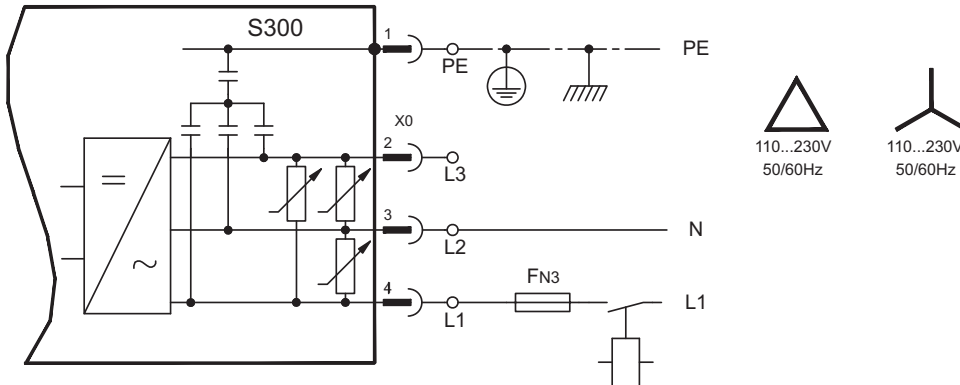 S300
1
PE
PE
X0
2
L3
3
L2
N
4
L1
FN3
L1
110...230V
50/60Hz
110...230V
50/60Hz